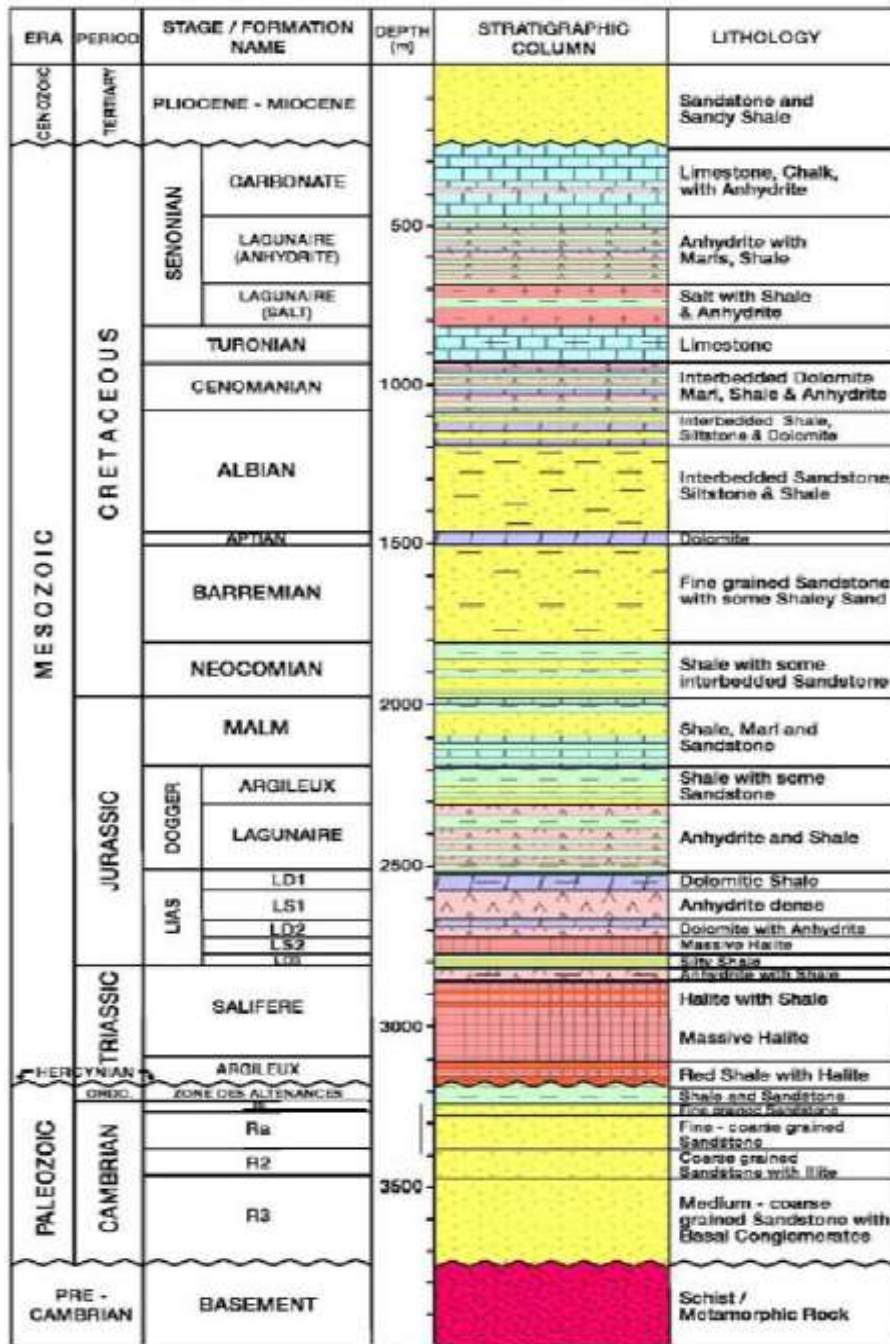 ERA
PERIOD
STAGE / FORMATION
NAME
DEPTH
(m)
STRATIGRAPHIC
COLUMN
LITHOLOGY
CENOZOIC
TERTIARY
PLIOCENE - MIOCENE
Sandstone and
Sandy Shale
MESOZOIC
CRETACEOUS
SENONIAN
CARBONATE
Limestone, Chalk,
with Anhydrite
500
LAGUNAIRE
(ANHYDRITE)
Anhydrite with
Marls, Shale
LAGUNAIRE
(SALT)
Salt with Shale
& Anhydrite
TURONIAN
Limestone
CENOMANIAN
1000
Interbedded Dolomite
Marl, Shale & Anhydrite
ALBIAN
Interbedded Shale,
Siltstone & Dolomite
Interbedded Sandstone,
Siltstone & Shale
APTIAN
1500
Dolomite
BARREMIAN
Fine grained Sandstone
with some Shaley Sand
NEOCOMIAN
Shale with some
interbedded Sandstone
2000
JURASSIC
MALM
Shale, Marl and
Sandstone
DOGGER
ARGILEUX
Shale with some
Sandstone
LAGUNAIRE
Anhydrite and Shale
2500
LIAS
LD1
Dolomitic Shale
LS1
Anhydrite dense
LD2
Dolomite with Anhydrite
LS2
Massive Halite
Silty Shale
Anhydrite with Shale
TRIASSIC
SALIFERE
Halite with Shale
3000
Massive Halite
ARGILEUX
Red Shale with Halite
HERCYNIAN
PALEOZOIC
ORDO.
ZONE DES ALTENANCES
Shale and Sandstone
Fine grained Sandstone
CAMBRIAN
Ra
Fine - coarse grained
Sandstone
R2
Coarse grained
Sandstone with Illite
3500
R3
Medium - coarse
grained Sandstone with
Basal Conglomerates
PRE -
CAMBRIAN
BASEMENT
Schist /
Metamorphic Rock